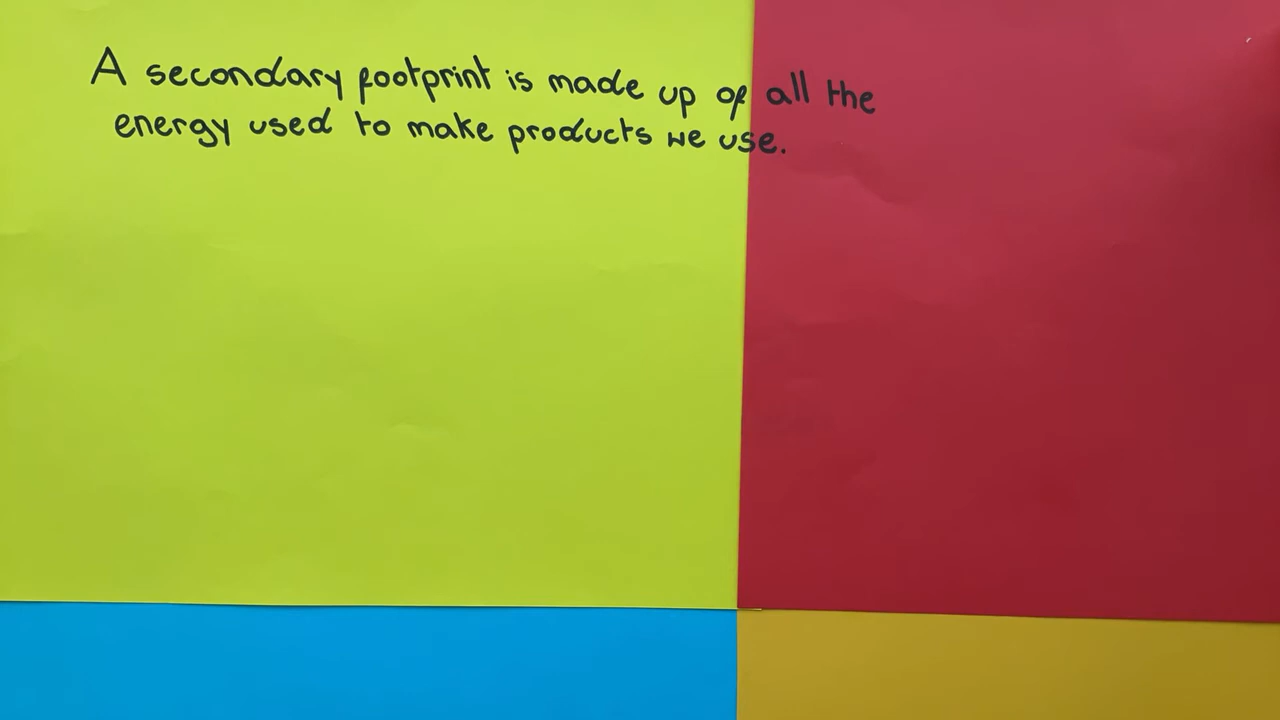 A secondary footprint is made up of all the
energy used to make products we use.